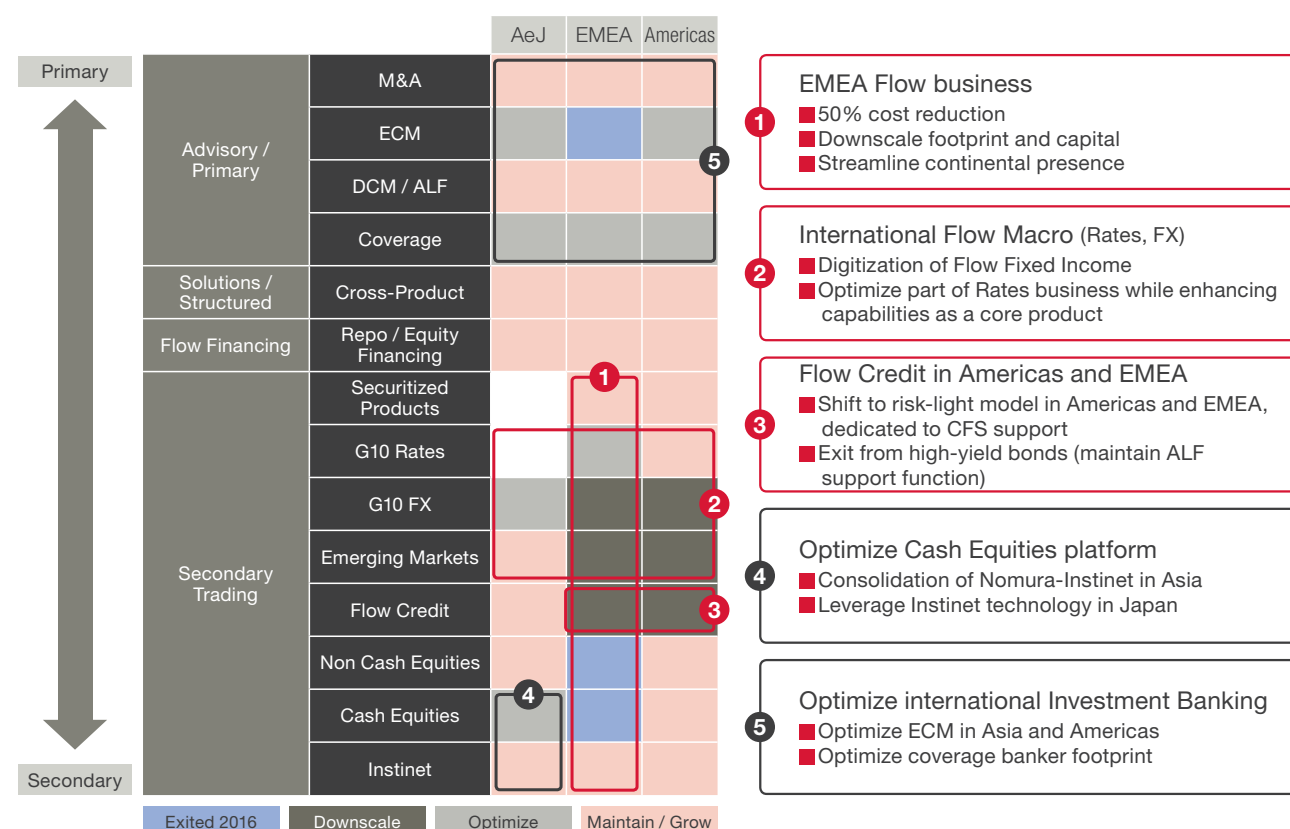 AeJ EMEA Americas
Primary
Secondary
Advisory /
Primary
M&A
ECM
DCM / ALF
Coverage
5
Solutions /
Structured
Cross-Product
Flow Financing
Repo / Equity
Financing
Secondary
Trading
Securitized
Products
1
G10 Rates
G10 FX
2
Emerging Markets
Flow Credit
3
Non Cash Equities
Cash Equities
4
Instinet
Exited 2016 Downscale Optimize Maintain / Grow
1
EMEA Flow business
50% cost reduction
Downscale footprint and capital
Streamline continental presence
2
International Flow Macro (Rates, FX)
Digitization of Flow Fixed Income
Optimize part of Rates business while enhancing
capabilities as a core product
3
Flow Credit in Americas and EMEA
Shift to risk-light model in Americas and EMEA,
dedicated to CFS support
Exit from high-yield bonds (maintain ALF
support function)
4
Optimize Cash Equities platform
Consolidation of Nomura-Instinet in Asia
Leverage Instinet technology in Japan
5
Optimize international Investment Banking
Optimize ECM in Asia and Americas
Optimize coverage banker footprint